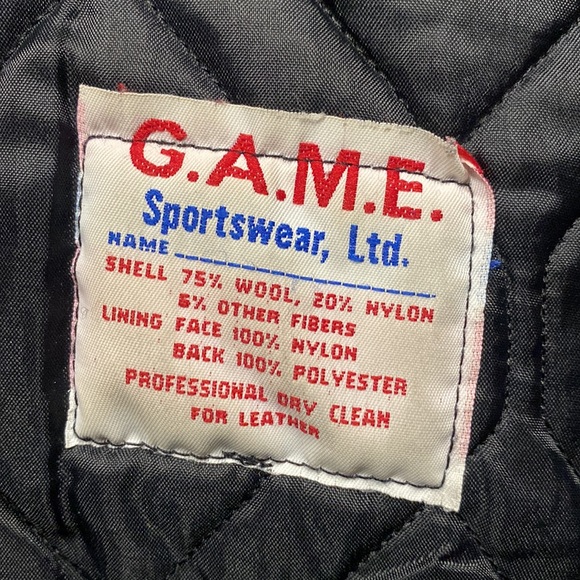 G.A.M.E.
Sportswear, Ltd.
NAME
SHELL 75% WOOL, 20% NYLON
5% OTHER FIBERS
LINING FACE 100% NYLON
BACK 100% POLYESTER
PROFESSIONAL DRY CLEAN
FOR LEATHER